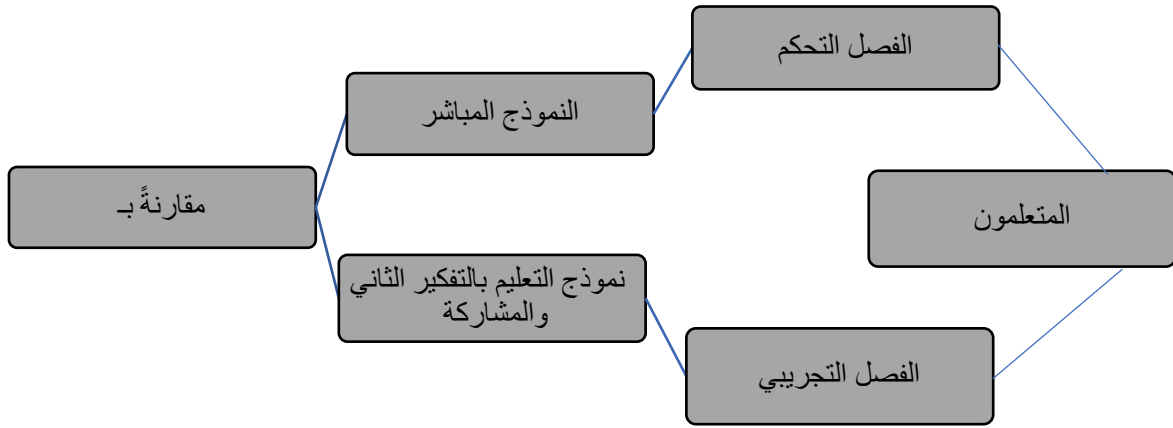 الفصل التحكم
النموذج المباشر
المتعلمون
مقارنةً بـ
نموذج التعليم بالتفكير الثاني
والمشاركة
الفصل التجريبي